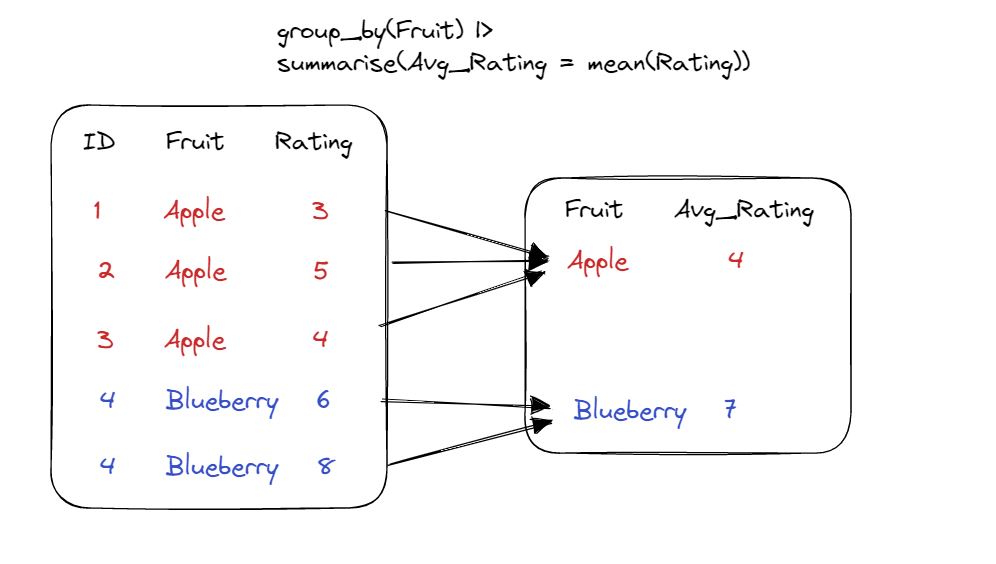 group_by(Fruit) |>
summarise(Avg_Rating = mean(Rating))
ID Fruit Rating
1 Apple 3
2 Apple 5
3 Apple 4
4 Blueberry 6
4 Blueberry 8
Fruit Avg_Rating
Apple 4
Blueberry 7